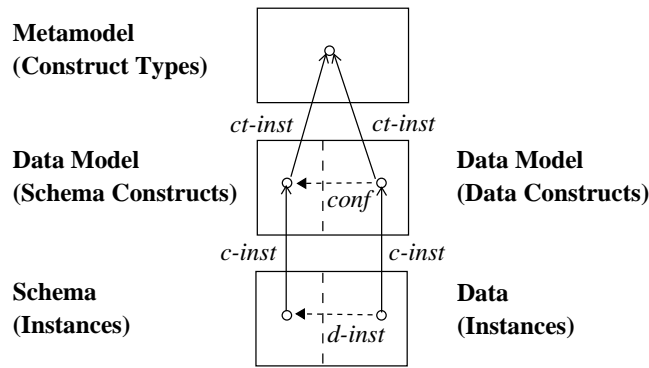 Metamodel
(Construct Types)
ct-inst ct-inst
Data Model
(Schema Constructs)
Data Model
(Data Constructs)
conf
c-inst c-inst
Schema
(Instances)
Data
(Instances)
d-inst